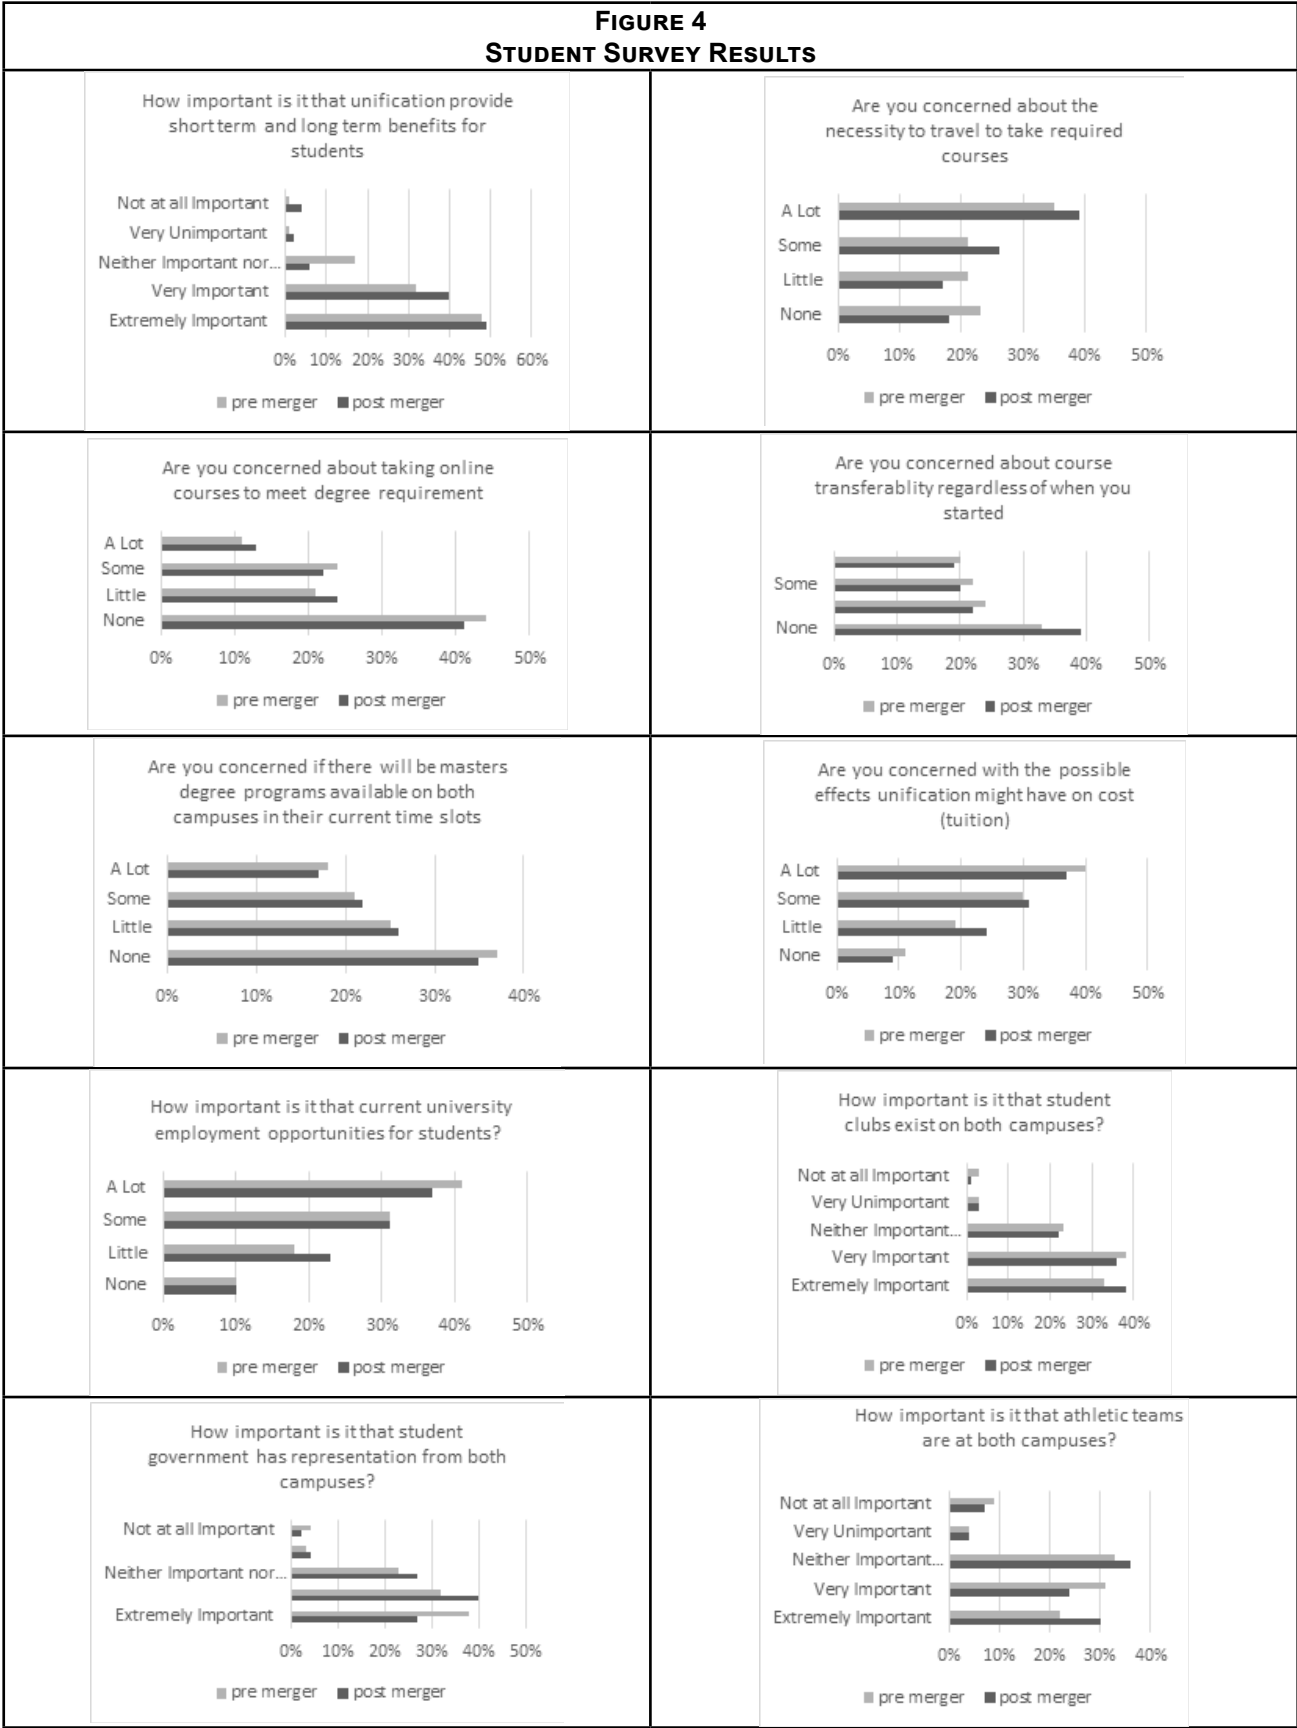 FIGURE 4
STUDENT SURVEY RESULTS
How important is it that unification provide
short term and long term benefits for
students
Not at all Important
Very Unimportant
Neither Important nor...
Very Important
Extremely Important
0% 10% 20% 30% 40% 50% 60%
pre merger post merger
Are you concerned about the
necessity to travel to take required
courses
A Lot
Some
Little
None
0% 10% 20% 30% 40% 50%
pre merger post merger
Are you concerned about taking online
courses to meet degree requirement
A Lot
Some
Little
None
0% 10% 20% 30% 40% 50%
pre merger post merger
Are you concerned about course
transferablity regardless of when you
started
Some
None
0% 10% 20% 30% 40% 50%
pre merger post merger
Are you concerned if there will be masters
degree programs available on both
campuses in their current time slots
A Lot
Some
Little
None
0% 10% 20% 30% 40%
pre merger post merger
Are you concerned with the possible
effects unification might have on cost
(tuition)
A Lot
Some
Little
None
0% 10% 20% 30% 40% 50%
pre merger post merger
How important is it that current university
employment opportunities for students?
A Lot
Some
Little
None
0% 10% 20% 30% 40% 50%
pre merger post merger
How important is it that student
clubs exist on both campuses?
Not at all Important
Very Unimportant
Neither Important...
Very Important
Extremely Important
0% 10% 20% 30% 40%
pre merger post merger
How important is it that student
government has representation from both
campuses?
Not at all Important
Neither Important nor...
Extremely Important
0% 10% 20% 30% 40% 50%
pre merger post merger
How important is it that athletic teams
are at both campuses?
Not at all Important
Very Unimportant
Neither Important...
Very Important
Extremely Important
0% 10% 20% 30% 40%
pre merger post merger